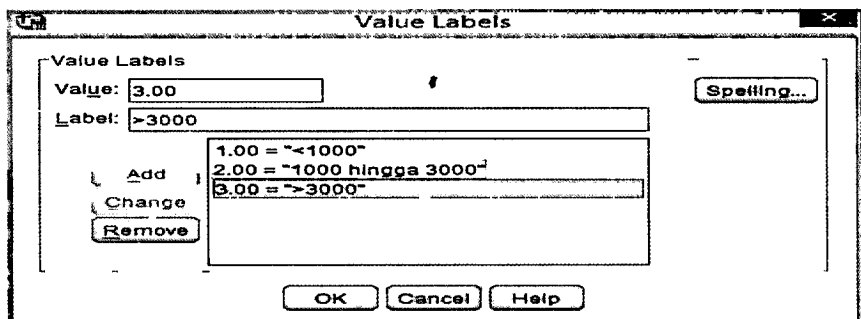 Value Labels
Value Labels
Value: 3.00
Spelling...
Label: >3000
1.00 = "<1000"
2.00 = "1000 hingga 3000"
3.00 = ">3000"
Add
Change
Remove
OK Cancel Help